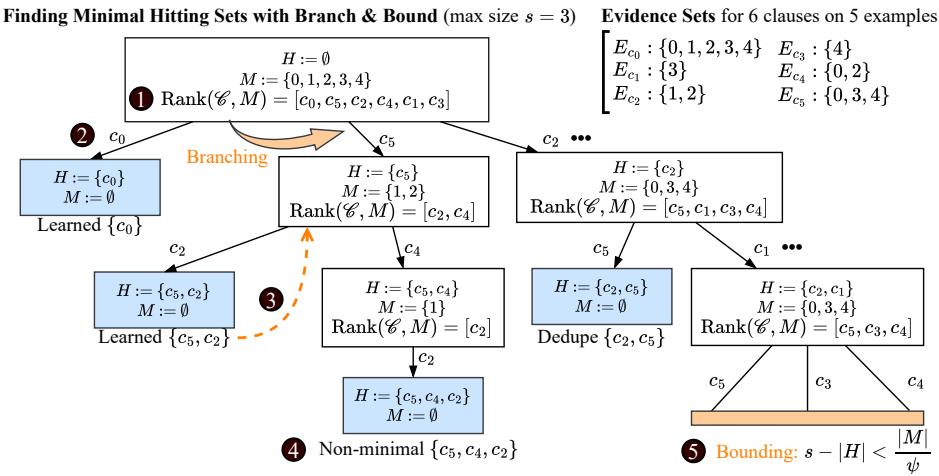 Finding Minimal Hitting Sets with Branch & Bound (max size s = 3)
Evidence Sets for 6 clauses on 5 examples
E_{c_0} : {0, 1, 2, 3, 4} E_{c_3} : {4}
E_{c_1} : {3} E_{c_4} : {0, 2}
E_{c_2} : {1, 2} E_{c_5} : {0, 3, 4}
H := ∅
M := {0, 1, 2, 3, 4}
1 Rank(𝒞, M) = [c_0, c_5, c_2, c_4, c_1, c_3]
2 c_0
Branching
c_5
c_2 •••
H := {c_0}
M := ∅
Learned {c_0}
H := {c_5}
M := {1, 2}
Rank(𝒞, M) = [c_2, c_4]
H := {c_2}
M := {0, 3, 4}
Rank(𝒞, M) = [c_5, c_1, c_3, c_4]
c_2
c_4
c_5
c_1 •••
H := {c_5, c_2}
M := ∅
Learned {c_5, c_2}
3
H := {c_5, c_4}
M := {1}
Rank(𝒞, M) = [c_2]
H := {c_2, c_5}
M := ∅
Dedupe {c_2, c_5}
H := {c_2, c_1}
M := {0, 3, 4}
Rank(𝒞, M) = [c_5, c_3, c_4]
c_2
c_5
c_3
c_4
H := {c_5, c_4, c_2}
M := ∅
4 Non-minimal {c_5, c_4, c_2}
5 Bounding: s − |H| < |M|/ψ